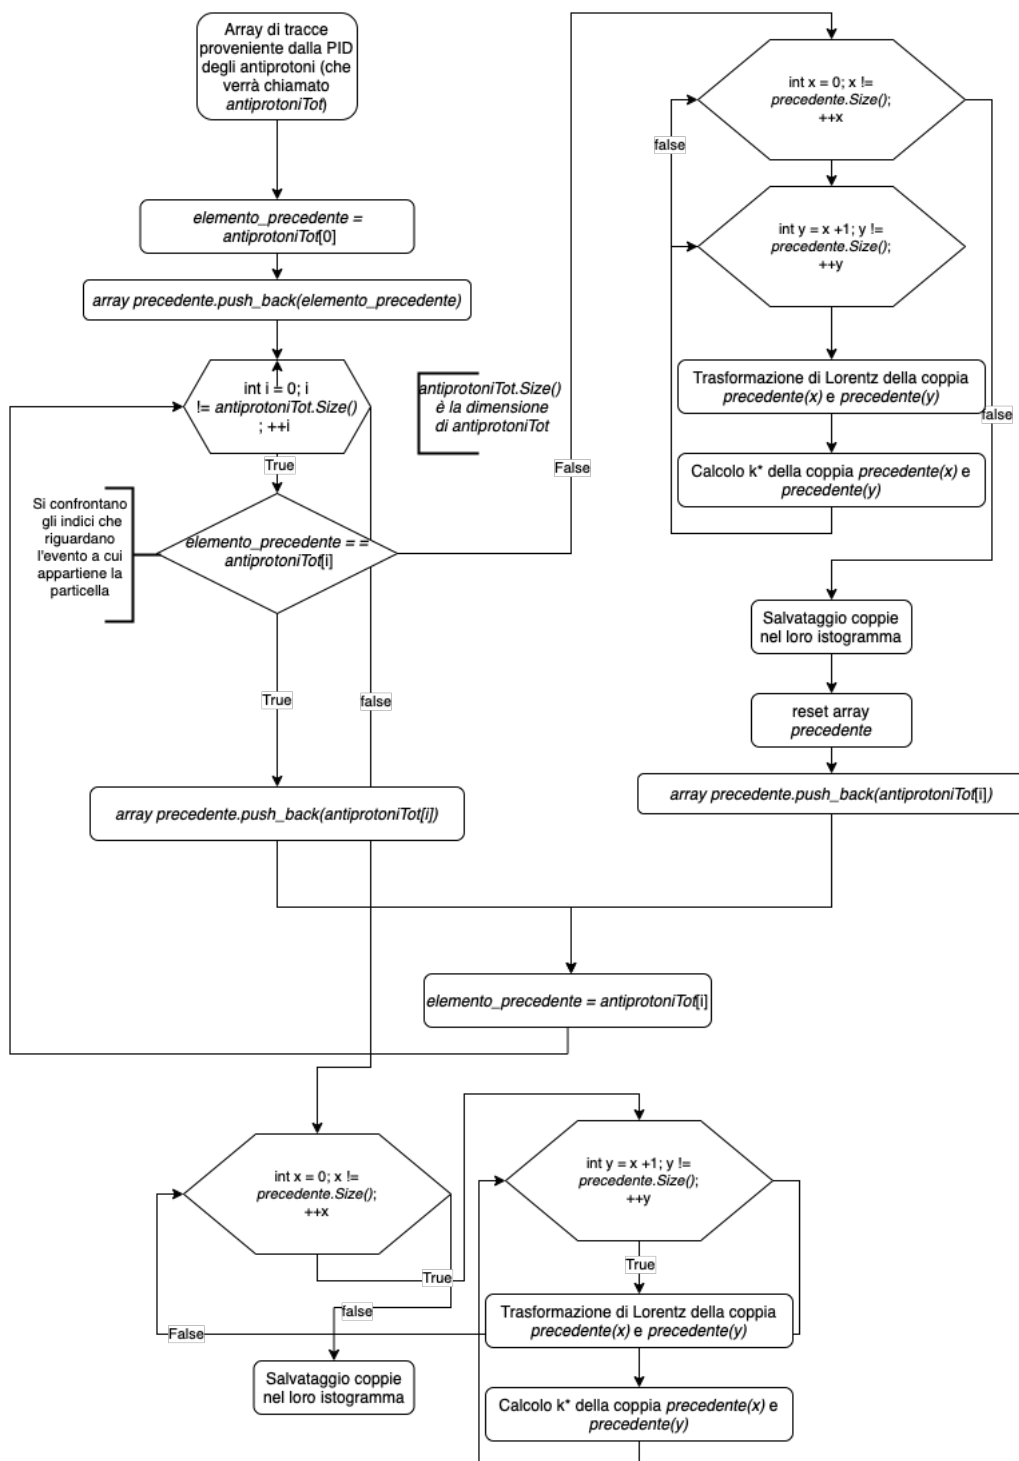 Array di tracce
proveniente dalla PID
degli antiprotoni (che
verrà chiamato
antiprotoniTot)
elemento_precedente =
antiprotoniTot[0]
array precedente.push_back(elemento_precedente)
int i = 0; i
!= antiprotoniTot.Size()
; ++i
antiprotoniTot.Size()
è la dimensione
di antiprotoniTot
True
false
False
Si confrontano
gli indici che
riguardano
l'evento a cui
appartiene la
particella
elemento_precedente = =
antiprotoniTot[i]
True
array precedente.push_back(antiprotoniTot[i])
int x = 0; x !=
precedente.Size();
++x
false
int y = x +1; y !=
precedente.Size();
++y
Trasformazione di Lorentz della coppia
precedente(x) e precedente(y)
false
Calcolo k* della coppia precedente(x) e
precedente(y)
Salvataggio coppie
nel loro istogramma
reset array
precedente
array precedente.push_back(antiprotoniTot[i])
elemento_precedente = antiprotoniTot[i]
int x = 0; x !=
precedente.Size();
++x
True
false
False
int y = x +1; y !=
precedente.Size();
++y
True
Trasformazione di Lorentz della coppia
precedente(x) e precedente(y)
Salvataggio coppie
nel loro istogramma
Calcolo k* della coppia precedente(x) e
precedente(y)